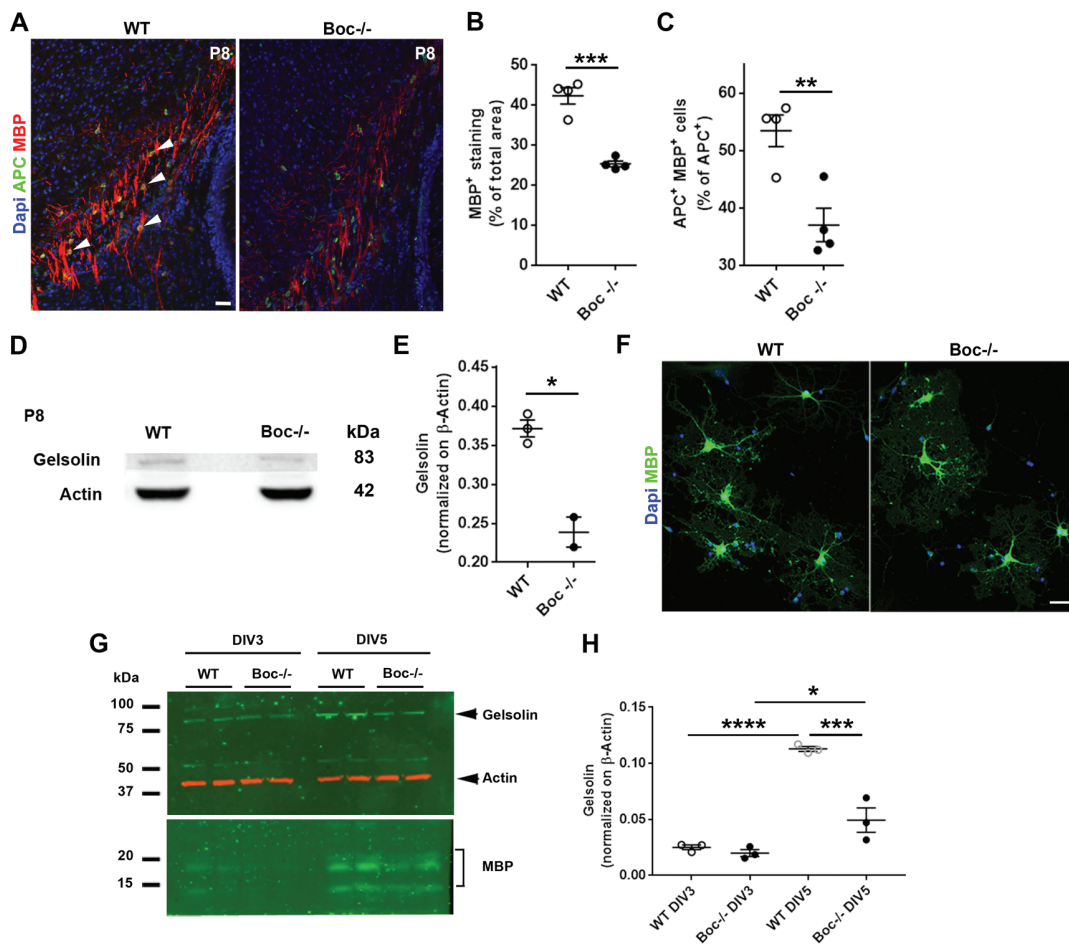 A
WT
Boc-/-
P8
P8
Dapi APC MBP
B
***
MBP+ staining
(% of total area)
50
40
30
20
10
0
WT
Boc -/-
C
**
APC+ MBP+ cells
(% of APC+)
60
50
40
30
WT
Boc -/-
D
P8
WT
Boc-/-
kDa
Gelsolin
83
Actin
42
E
*
Gelsolin
(normalized on β-Actin)
0.45
0.40
0.35
0.30
0.25
0.20
WT
Boc -/-
F
WT
Boc-/-
Dapi MBP
G
DIV3
DIV5
WT
Boc-/-
WT
Boc-/-
kDa
100
75
50
37
20
15
Gelsolin
Actin
MBP
H
*
****
***
Gelsolin
(normalized on β-Actin)
0.15
0.10
0.05
0.00
WT DIV3
Boc-/- DIV3
WT DIV5
Boc-/- DIV5